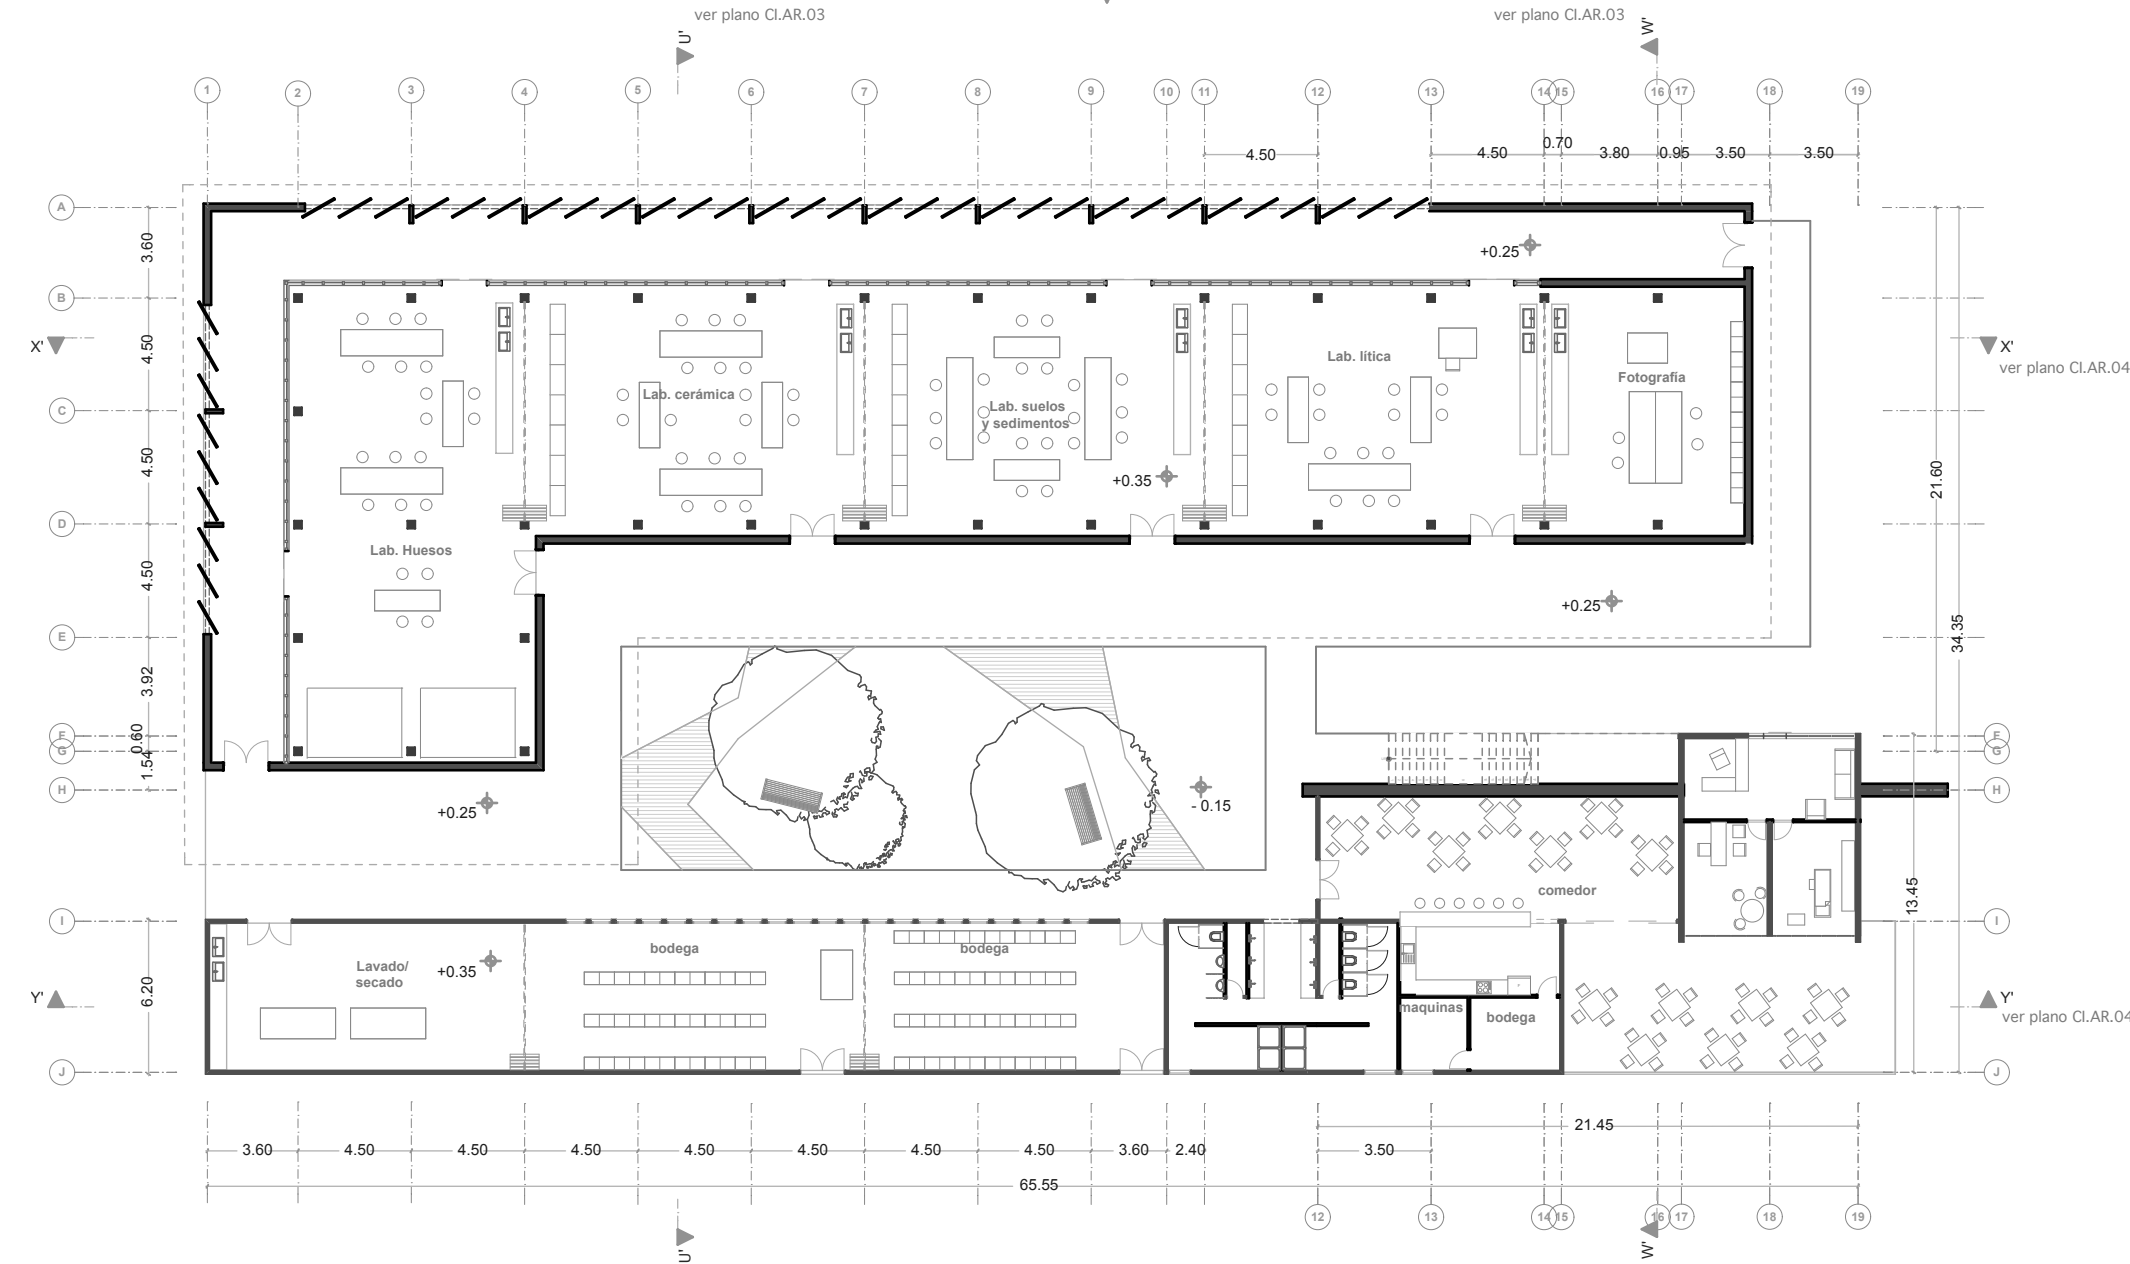 ver plano CI.AR.03
ver plano CI.AR.03
U'
W'
1
2
3
4
5
6
7
8
9
10
11
12
13
14
15
16
17
18
19
4.50
4.50
0.70
3.80
0.95
3.50
3.50
A
B
C
D
E
F
G
H
I
J
3.60
4.50
4.50
4.50
3.92
0.60
1.54
6.20
X'
Y'
+0.25
Lab. cerámica
Lab. suelos
y sedimentos
Lab. lítica
Fotografía
+0.35
Lab. Huesos
+0.25
+0.25
- 0.15
comedor
Lavado/
secado
+0.35
bodega
bodega
maquinas
bodega
X'
ver plano CI.AR.04
21.60
34.35
13.45
F
G
H
I
J
Y'
ver plano CI.AR.04
21.45
3.60
4.50
4.50
4.50
4.50
4.50
4.50
4.50
3.60
2.40
3.50
65.55
12
13
14
15
16
17
18
19
U'
W'